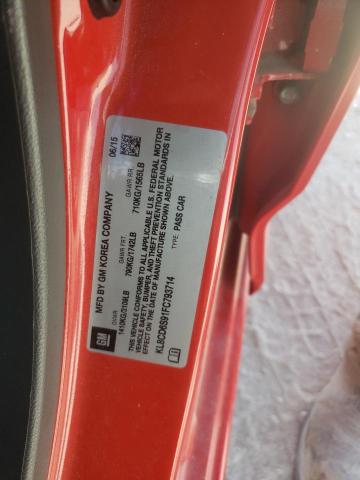 GM
MFD BY GM KOREA COMPANY
06/15
GVWR
GAWR FRT.
GAWR RR.
1410KG/3109LB
790KG/1742LB
710KG/1565LB
THIS VEHICLE CONFORMS TO ALL APPLICABLE U.S. FEDERAL MOTOR
VEHICLE SAFETY, BUMPER, AND THEFT PREVENTION STANDARDS IN
EFFECT ON THE DATE OF MANUFACTURE SHOWN ABOVE.
KL8CD6S91FC793714
TYPE: PASS CAR